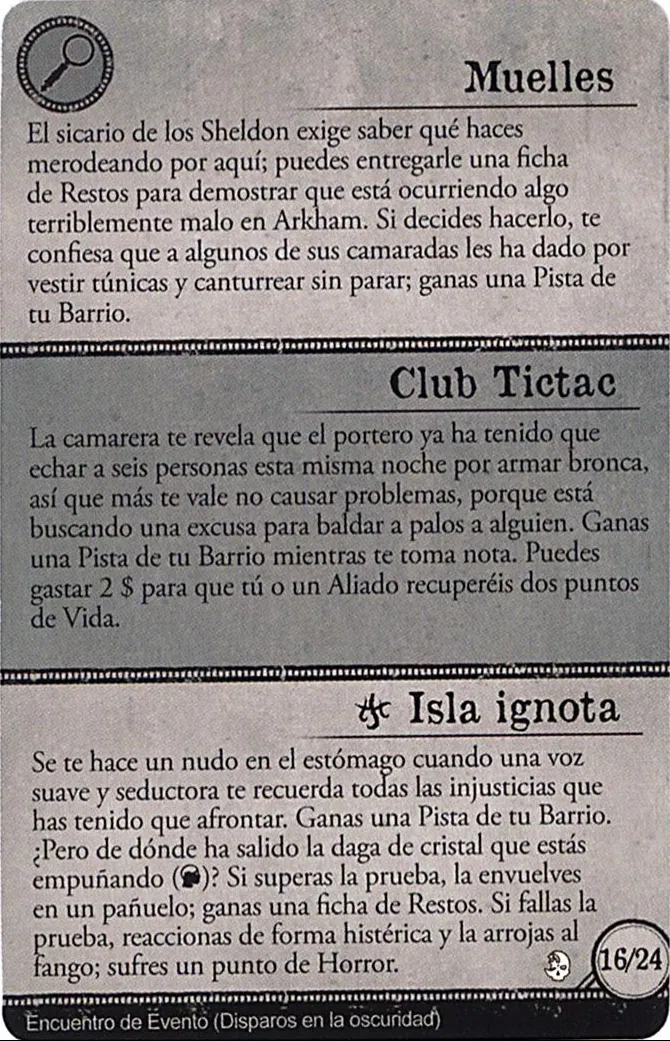 Muelles
El sicario de los Sheldon exige saber qué haces
merodeando por aquí; puedes entregarle una ficha
de Restos para demostrar que está ocurriendo algo
terriblemente malo en Arkham. Si decides hacerlo, te
confiesa que a algunos de sus camaradas les ha dado por
vestir túnicas y canturrear sin parar; ganas una Pista de
tu Barrio.
Club Tictac
La camarera te revela que el portero ya ha tenido que
echar a seis personas esta misma noche por armar bronca,
así que más te vale no causar problemas, porque está
buscando una excusa para baldar a palos a alguien. Ganas
una Pista de tu Barrio mientras te toma nota. Puedes
gastar 2 $ para que tú o un Aliado recuperéis dos puntos
de Vida.
Isla ignota
Se te hace un nudo en el estómago cuando una voz
suave y seductora te recuerda todas las injusticias que
has tenido que afrontar. Ganas una Pista de tu Barrio.
¿Pero de dónde ha salido la daga de cristal que estás
empuñando ()? Si superas la prueba, la envuelves
en un pañuelo; ganas una ficha de Restos. Si fallas la
prueba, reaccionas de forma histérica y la arrojas al
fango; sufres un punto de Horror.
16/24
Encuentro de Evento (Disparos en la oscuridad)